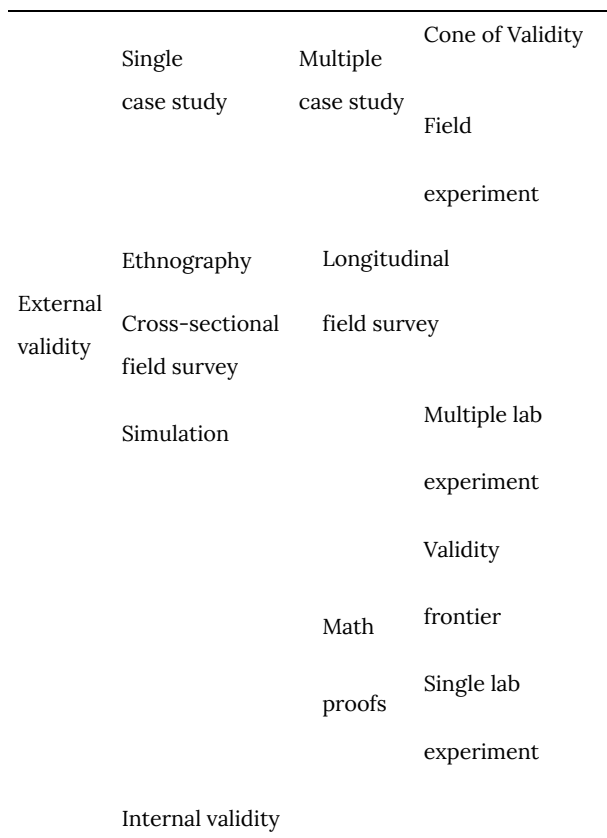 Cone of Validity
Single
case study
Multiple
case study
Field
experiment
Ethnography
Longitudinal
field survey
External
validity
Cross-sectional
field survey
Simulation
Multiple lab
experiment
Validity
frontier
Math
proofs
Single lab
experiment
Internal validity